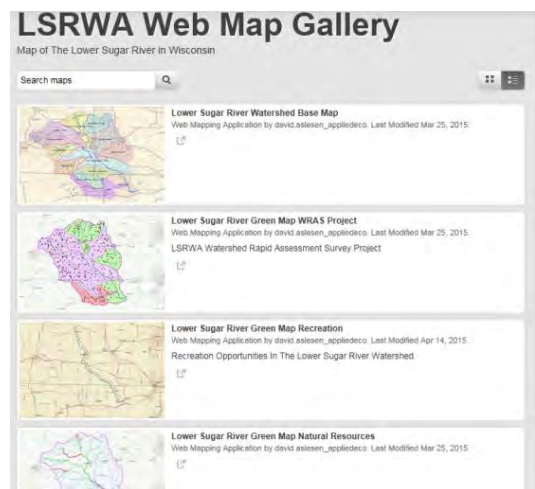 LSRWA Web Map Gallery
Map of The Lower Sugar River in Wisconsin
Search maps
Lower Sugar River Watershed Base Map
Web Mapping Application by david.aslesen_appliedeco. Last Modified Mar 25, 2015.
Lower Sugar River Green Map WRAS Project
Web Mapping Application by david.aslesen_appliedeco. Last Modified Mar 25, 2015.
LSRWA Watershed Rapid Assessment Survey Project
Lower Sugar River Green Map Recreation
Web Mapping Application by david.aslesen_appliedeco. Last Modified Apr 14, 2015.
Recreation Opportunities In The Lower Sugar River Watershed
Lower Sugar River Green Map Natural Resources
Web Mapping Application by david.aslesen_appliedeco. Last Modified Mar 25, 2015.